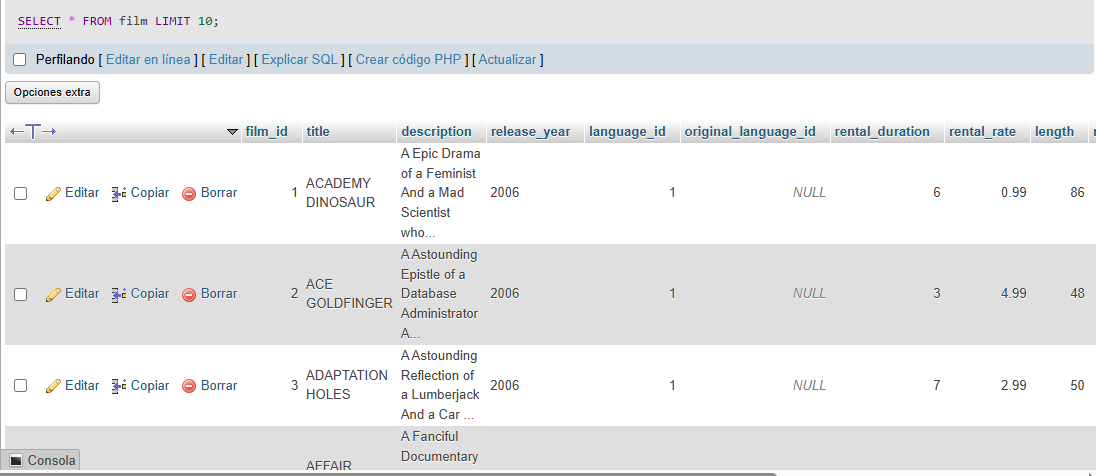 SELECT * FROM film LIMIT 10;
Perfilando [ Editar en línea ] [ Editar ] [ Explicar SQL ] [ Crear código PHP ] [ Actualizar ]
Opciones extra
←T→ film_id title description release_year language_id original_language_id rental_duration rental_rate length
Editar Copiar Borrar 1 ACADEMY DINOSAUR A Epic Drama of a Feminist And a Mad Scientist who... 2006 1 NULL 6 0.99 86
Editar Copiar Borrar 2 ACE GOLDFINGER A Astounding Epistle of a Database Administrator A... 2006 1 NULL 3 4.99 48
Editar Copiar Borrar 3 ADAPTATION HOLES A Astounding Reflection of a Lumberjack And a Car ... 2006 1 NULL 7 2.99 50
AFFAIR A Fanciful Documentary
Consola